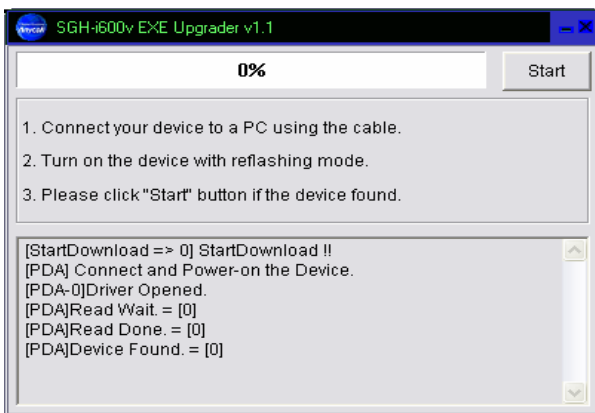 Anycall
SGH-i600v EXE Upgrader v1.1
0%
Start
1. Connect your device to a PC using the cable.
2. Turn on the device with reflashing mode.
3. Please click "Start" button if the device found.
[StartDownload => 0] StartDownload !!
[PDA] Connect and Power-on the Device.
[PDA-0]Driver Opened.
[PDA]Read Wait. = [0]
[PDA]Read Done. = [0]
[PDA]Device Found. = [0]